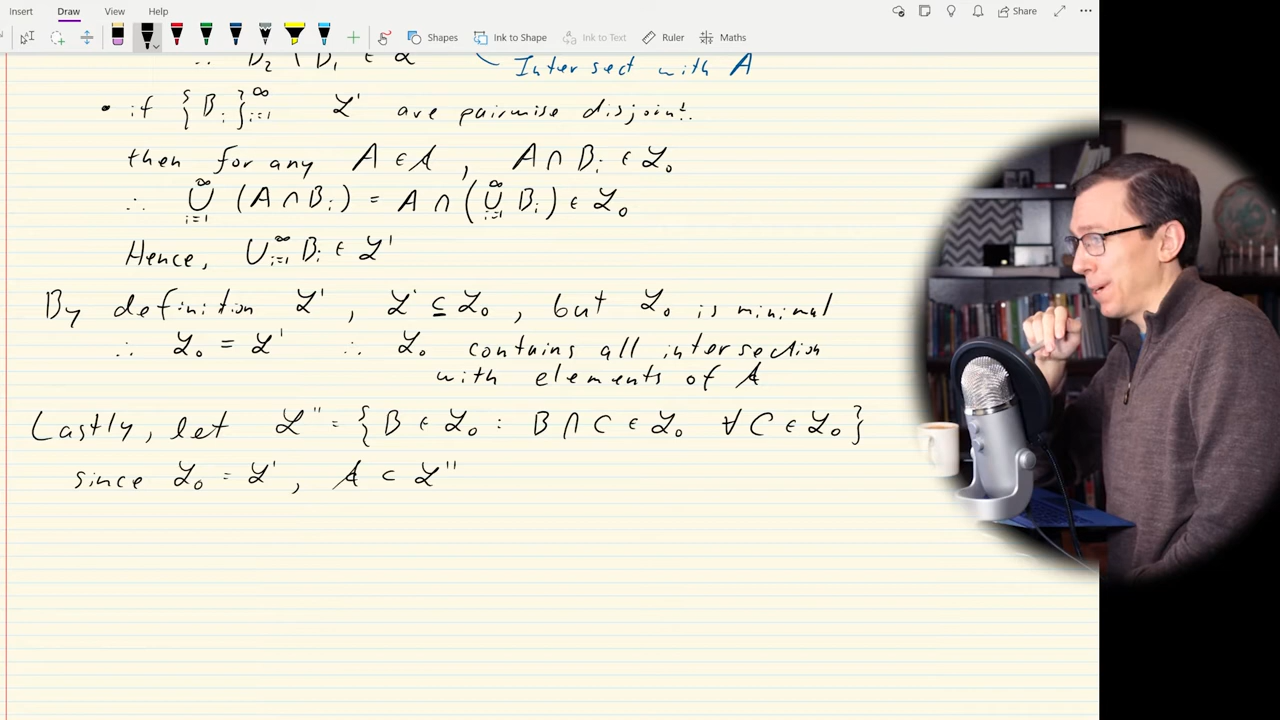 Insert Draw View Help
Share
Shapes Ink to Shape Ink to Text Ruler Maths
∴ B₂ \ B₁ ∈ ℒ'
Intersect with A
• if {Bᵢ}ᵢ₌₁^∞ ℒ' are pairwise disjoint.
then for any A ∈ 𝒜, A ∩ Bᵢ ∈ ℒ₀
∴ ∪ᵢ₌₁^∞ (A ∩ Bᵢ) = A ∩ (∪ᵢ₌₁^∞ Bᵢ) ∈ ℒ₀
Hence, ∪ᵢ₌₁^∞ Bᵢ ∈ ℒ'
By definition ℒ', ℒ' ⊆ ℒ₀, but ℒ₀ is minimal
∴ ℒ₀ = ℒ' ∴ ℒ₀ contains all intersection
with elements of 𝒜
Lastly, let ℒ'' = {B ∈ ℒ₀ : B ∩ C ∈ ℒ₀ ∀ C ∈ ℒ₀}
since ℒ₀ = ℒ', 𝒜 ⊂ ℒ''